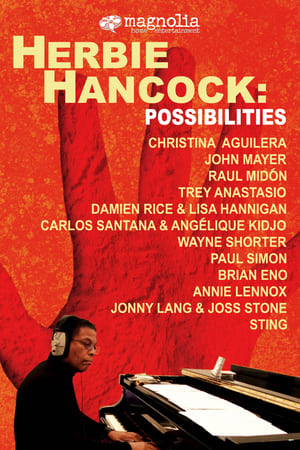 magnolia
home entertainment
HERBIE
HANCOCK:
POSSIBILITIES
CHRISTINA AGUILERA
JOHN MAYER
RAUL MIDÓN
TREY ANASTASIO
DAMIEN RICE & LISA HANNIGAN
CARLOS SANTANA & ANGÉLIQUE KIDJO
WAYNE SHORTER
PAUL SIMON
BRIAN ENO
ANNIE LENNOX
JONNY LANG & JOSS STONE
STING